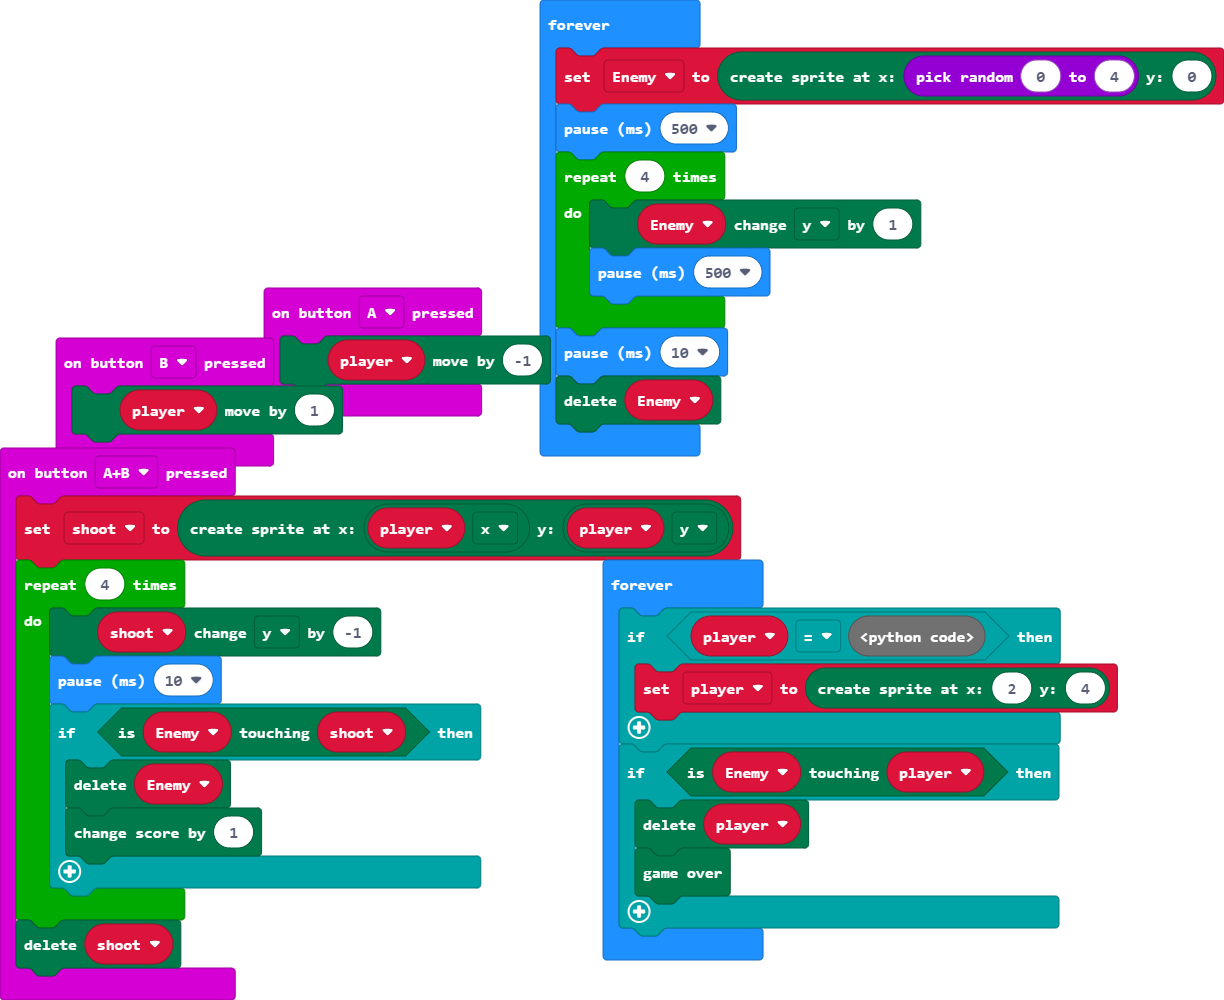 forever
set Enemy to create sprite at x: pick random 0 to 4 y: 0
pause (ms) 500
repeat 4 times
do
Enemy change y by 1
pause (ms) 500
pause (ms) 10
delete Enemy
on button A pressed
player move by -1
on button B pressed
player move by 1
on button A+B pressed
set shoot to create sprite at x: player x y: player y
repeat 4 times
do
shoot change y by -1
pause (ms) 10
if is Enemy touching shoot then
delete Enemy
change score by 1
delete shoot
forever
if player = <python code> then
set player to create sprite at x: 2 y: 4
if is Enemy touching player then
delete player
game over